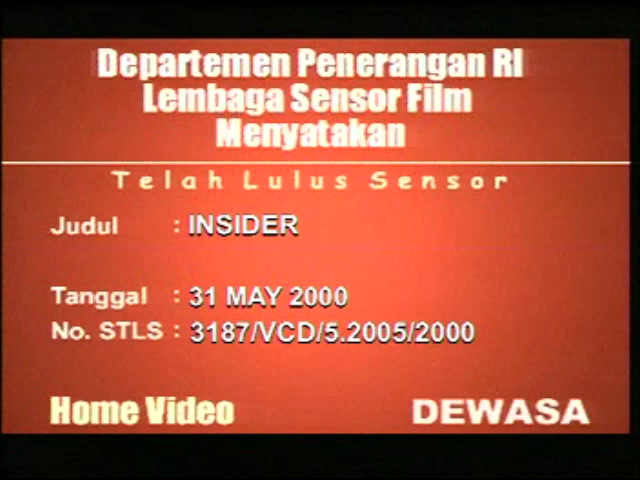 Departemen Penerangan RI
Lembaga Sensor Film
Menyatakan
Telah Lulus Sensor
Judul : INSIDER
Tanggal : 31 MAY 2000
No. STLS : 3187/VCD/5.2005/2000
Home Video DEWASA